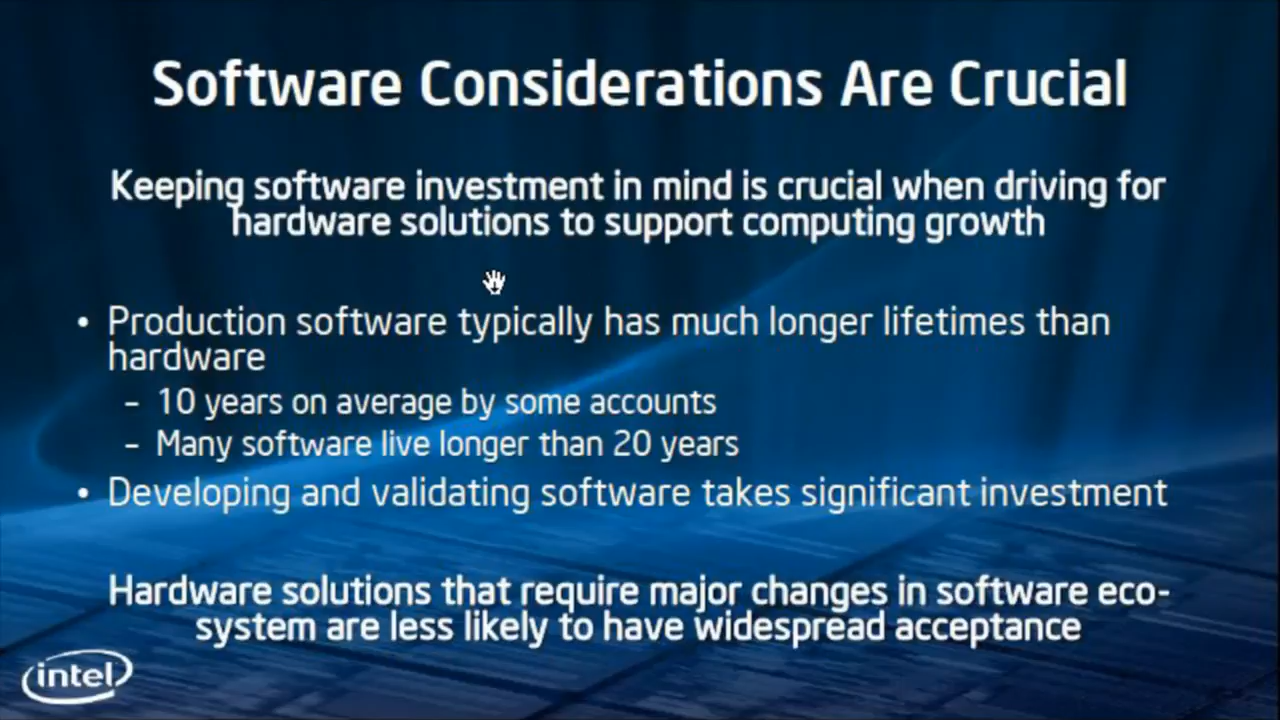 Software Considerations Are Crucial
Keeping software investment in mind is crucial when driving for
hardware solutions to support computing growth
• Production software typically has much longer lifetimes than
hardware
– 10 years on average by some accounts
– Many software live longer than 20 years
• Developing and validating software takes significant investment
Hardware solutions that require major changes in software eco-
system are less likely to have widespread acceptance
intel